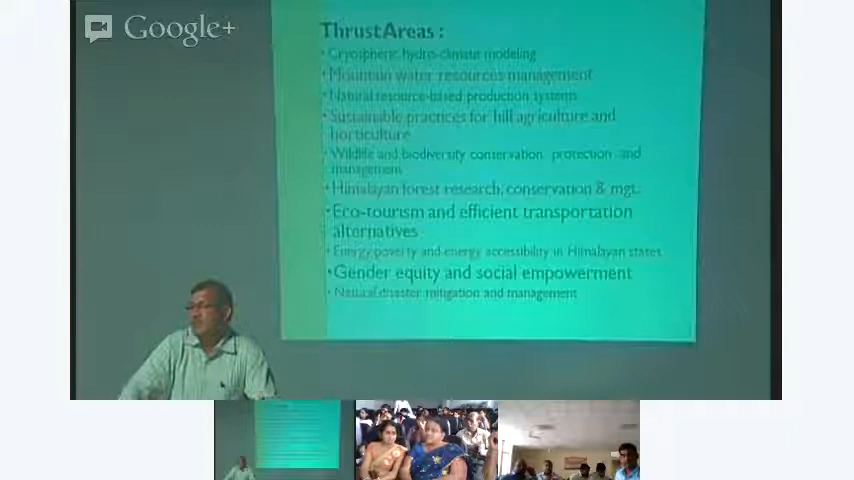 Google+
Thrust Areas :
• Cryospheric hydro-climate modeling
• Mountain water resources management
• Natural resource-based production systems
• Sustainable practices for hill agriculture and
horticulture
• Wildlife and biodiversity conservation, protection and
management
• Himalayan forest research, conservation & mgt.
• Eco-tourism and efficient transportation
alternatives
• Energy poverty and energy accessibility in Himalayan states
• Gender equity and social empowerment
• Natural disaster mitigation and management